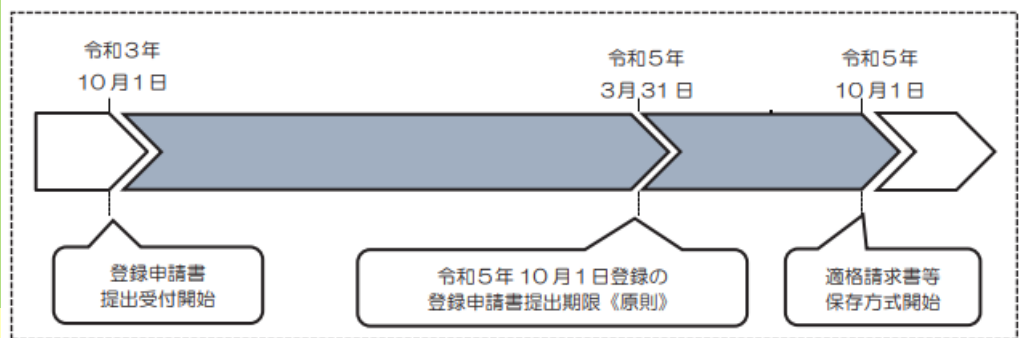 令和3年
10月1日
令和5年
3月31日
令和5年
10月1日
登録申請書
提出受付開始
令和5年10月1日登録の
登録申請書提出期限《原則》
適格請求書等
保存方式開始